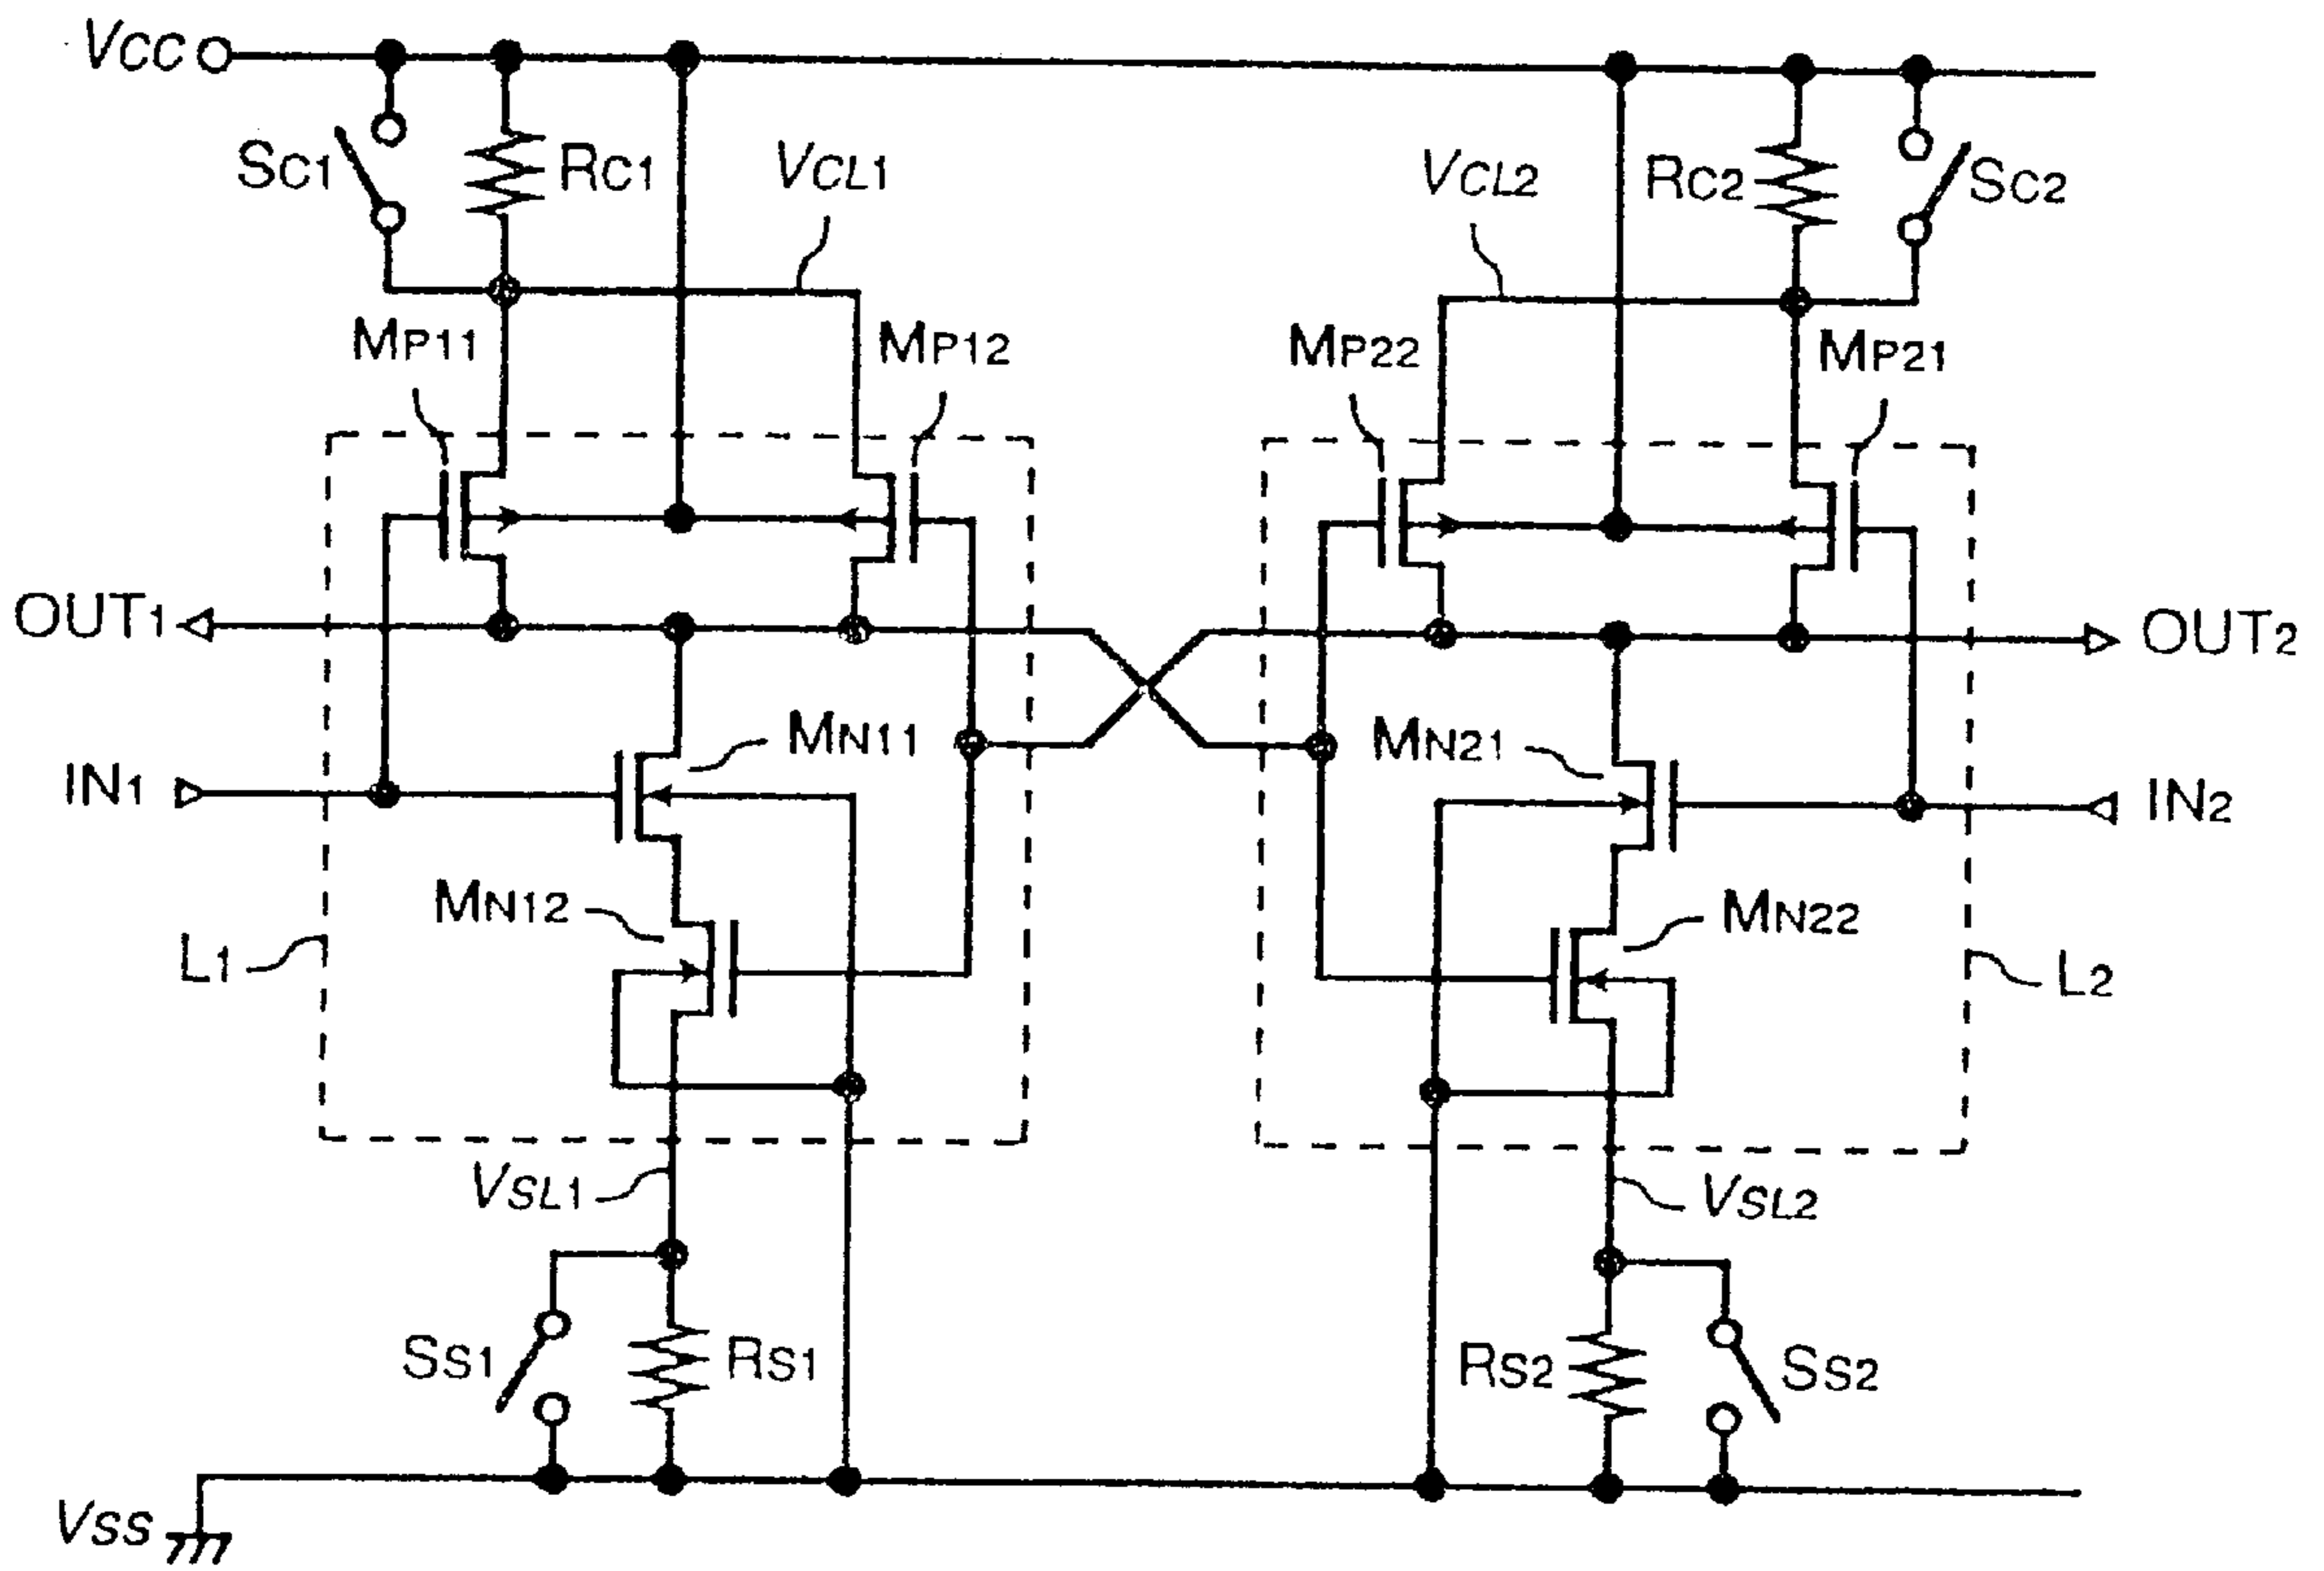 VCC
SC1
RC1
VCL1
VCL2
RC2
SC2
MP11
MP12
MP22
MP21
OUT1
OUT2
MN11
MN21
IN1
IN2
MN12
MN22
L1
L2
VSL1
VSL2
SS1
RS1
RS2
SS2
VSS